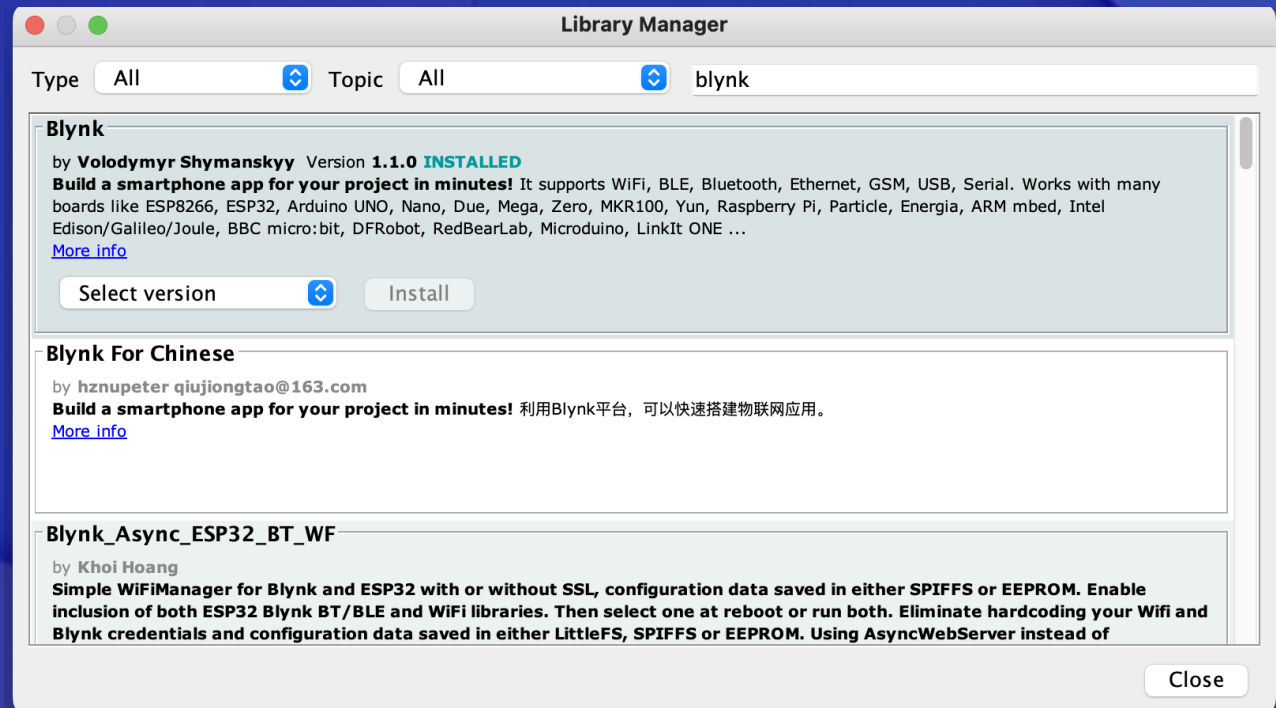 Library Manager
Type All Topic All blynk
Blynk
by Volodymyr Shymanskyy Version 1.1.0 INSTALLED
Build a smartphone app for your project in minutes! It supports WiFi, BLE, Bluetooth, Ethernet, GSM, USB, Serial. Works with many
boards like ESP8266, ESP32, Arduino UNO, Nano, Due, Mega, Zero, MKR100, Yun, Raspberry Pi, Particle, Energia, ARM mbed, Intel
Edison/Galileo/Joule, BBC micro:bit, DFRobot, RedBearLab, Microduino, LinkIt ONE ...
More info
Select version Install
Blynk For Chinese
by hznupeter qiujiongtao@163.com
Build a smartphone app for your project in minutes! 利用Blynk平台，可以快速搭建物联网应用。
More info
Blynk_Async_ESP32_BT_WF
by Khoi Hoang
Simple WiFiManager for Blynk and ESP32 with or without SSL, configuration data saved in either SPIFFS or EEPROM. Enable
inclusion of both ESP32 Blynk BT/BLE and WiFi libraries. Then select one at reboot or run both. Eliminate hardcoding your Wifi and
Blynk credentials and configuration data saved in either LittleFS, SPIFFS or EEPROM. Using AsyncWebServer instead of
Close